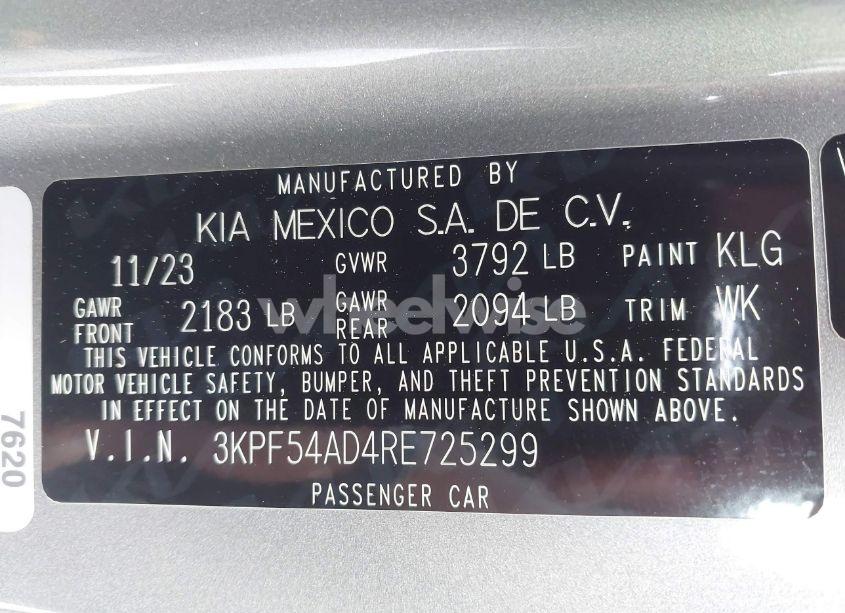 MANUFACTURED BY
KIA MEXICO S.A. DE C.V.
11/23 GVWR 3792 LB PAINT KLG
GAWR FRONT 2183 LB GAWR REAR 2094 LB TRIM WK
THIS VEHICLE CONFORMS TO ALL APPLICABLE U.S.A. FEDERAL
MOTOR VEHICLE SAFETY, BUMPER, AND THEFT PREVENTION STANDARDS
IN EFFECT ON THE DATE OF MANUFACTURE SHOWN ABOVE.
V.I.N. 3KPF54AD4RE725299
PASSENGER CAR
7620
wheelwise